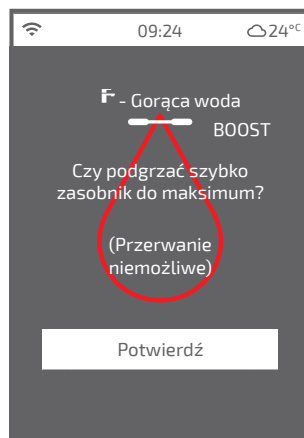 09:24 24°C
- Gorąca woda
BOOST
Czy podgrzać szybko
zasobnik do maksimum?
(Przerwanie
niemożliwe)
Potwierdź